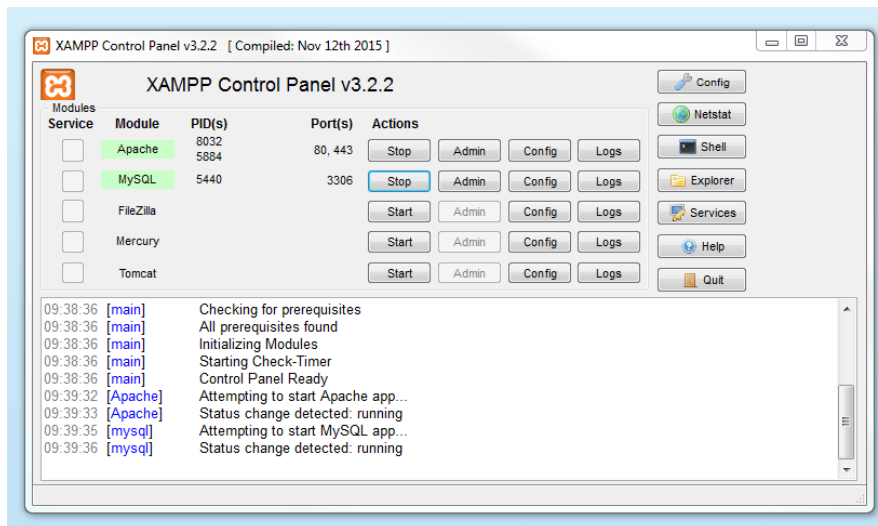 XAMPP Control Panel v3.2.2 [ Compiled: Nov 12th 2015 ]
XAMPP Control Panel v3.2.2
Config
Modules
Service Module PID(s) Port(s) Actions
Netstat
Apache 8032 5884 80, 443 Stop Admin Config Logs
Shell
MySQL 5440 3306 Stop Admin Config Logs
Explorer
FileZilla Start Admin Config Logs
Services
Mercury Start Admin Config Logs
Help
Tomcat Start Admin Config Logs
Quit
09:38:36 [main] Checking for prerequisites
09:38:36 [main] All prerequisites found
09:38:36 [main] Initializing Modules
09:38:36 [main] Starting Check-Timer
09:38:36 [main] Control Panel Ready
09:39:32 [Apache] Attempting to start Apache app...
09:39:33 [Apache] Status change detected: running
09:39:35 [mysql] Attempting to start MySQL app...
09:39:36 [mysql] Status change detected: running